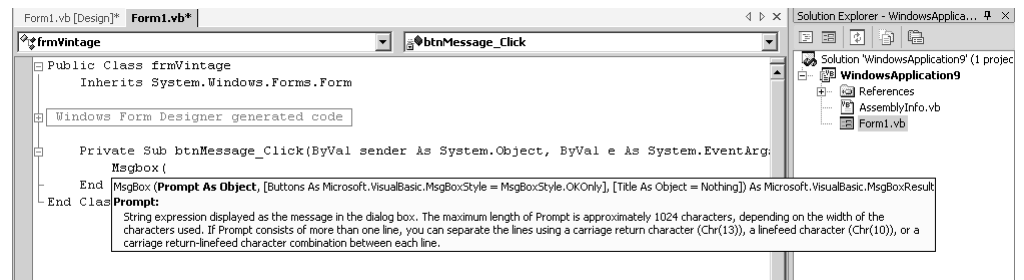 Form1.vb [Design]* Form1.vb*
frmVintage
btnMessage_Click
Public Class frmVintage
Inherits System.Windows.Forms.Form
Windows Form Designer generated code
Private Sub btnMessage_Click(ByVal sender As System.Object, ByVal e As System.EventArg
Msgbox(
End
End Clas
MsgBox (Prompt As Object, [Buttons As Microsoft.VisualBasic.MsgBoxStyle = MsgBoxStyle.OKOnly], [Title As Object = Nothing]) As Microsoft.VisualBasic.MsgBoxResult
Prompt:
String expression displayed as the message in the dialog box. The maximum length of Prompt is approximately 1024 characters, depending on the width of the
characters used. If Prompt consists of more than one line, you can separate the lines using a carriage return character (Chr(13)), a linefeed character (Chr(10)), or a
carriage return-linefeed character combination between each line.
Solution Explorer - WindowsApplica...
Solution 'WindowsApplication9' (1 projec
WindowsApplication9
References
AssemblyInfo.vb
Form1.vb